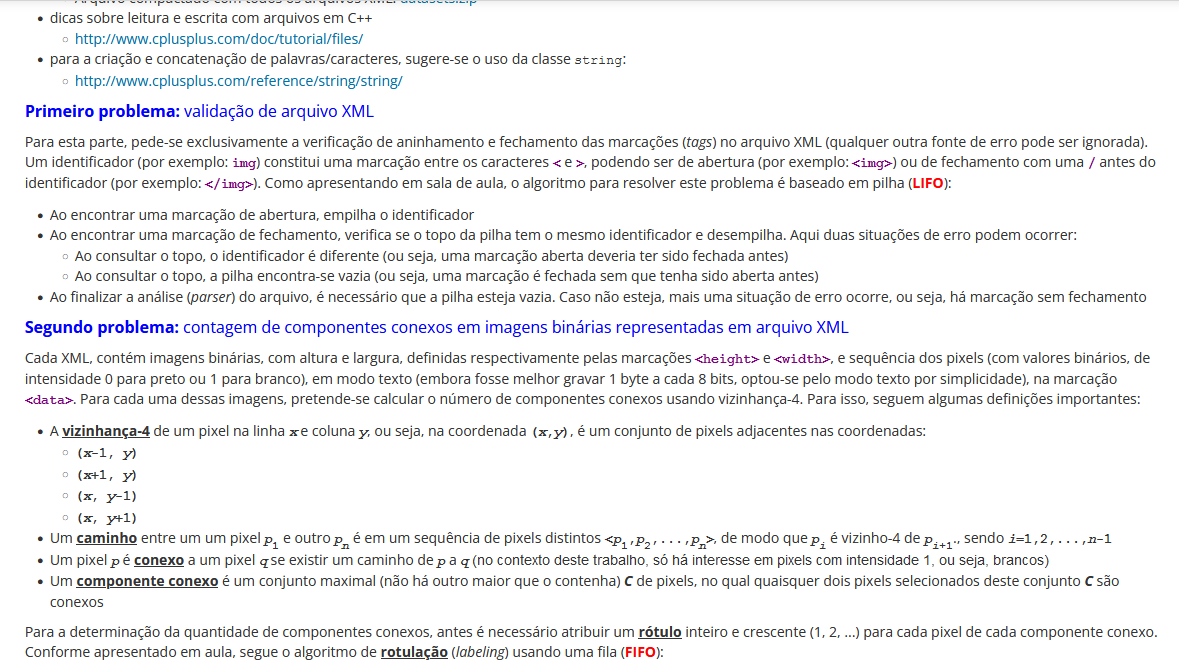 Arquivo compactado com todos os arquivos XML: datasets.zip
dicas sobre leitura e escrita com arquivos em C++
http://www.cplusplus.com/doc/tutorial/files/
para a criação e concatenação de palavras/caracteres, sugere-se o uso da classe string:
http://www.cplusplus.com/reference/string/string/
Primeiro problema: validação de arquivo XML
Para esta parte, pede-se exclusivamente a verificação de aninhamento e fechamento das marcações (tags) no arquivo XML (qualquer outra fonte de erro pode ser ignorada).
Um identificador (por exemplo: img) constitui uma marcação entre os caracteres < e >, podendo ser de abertura (por exemplo: <img>) ou de fechamento com uma / antes do
identificador (por exemplo: </img>). Como apresentando em sala de aula, o algoritmo para resolver este problema é baseado em pilha (LIFO):
Ao encontrar uma marcação de abertura, empilha o identificador
Ao encontrar uma marcação de fechamento, verifica se o topo da pilha tem o mesmo identificador e desempilha. Aqui duas situações de erro podem ocorrer:
Ao consultar o topo, o identificador é diferente (ou seja, uma marcação aberta deveria ter sido fechada antes)
Ao consultar o topo, a pilha encontra-se vazia (ou seja, uma marcação é fechada sem que tenha sido aberta antes)
Ao finalizar a análise (parser) do arquivo, é necessário que a pilha esteja vazia. Caso não esteja, mais uma situação de erro ocorre, ou seja, há marcação sem fechamento
Segundo problema: contagem de componentes conexos em imagens binárias representadas em arquivo XML
Cada XML, contém imagens binárias, com altura e largura, definidas respectivamente pelas marcações <height> e <width>, e sequência dos pixels (com valores binários, de
intensidade 0 para preto ou 1 para branco), em modo texto (embora fosse melhor gravar 1 byte a cada 8 bits, optou-se pelo modo texto por simplicidade), na marcação
<data>. Para cada uma dessas imagens, pretende-se calcular o número de componentes conexos usando vizinhança-4. Para isso, seguem algumas definições importantes:
A vizinhança-4 de um pixel na linha x e coluna y, ou seja, na coordenada (x,y), é um conjunto de pixels adjacentes nas coordenadas:
(x-1, y)
(x+1, y)
(x, y-1)
(x, y+1)
Um caminho entre um um pixel p1 e outro pn é em um sequência de pixels distintos <p1,p2,...,pn>, de modo que pi é vizinho-4 de pi+1., sendo i=1,2,...,n-1
Um pixel p é conexo a um pixel q se existir um caminho de p a q (no contexto deste trabalho, só há interesse em pixels com intensidade 1, ou seja, brancos)
Um componente conexo é um conjunto maximal (não há outro maior que o contenha) C de pixels, no qual quaisquer dois pixels selecionados deste conjunto C são
conexos
Para a determinação da quantidade de componentes conexos, antes é necessário atribuir um rótulo inteiro e crescente (1, 2, ...) para cada pixel de cada componente conexo.
Conforme apresentado em aula, segue o algoritmo de rotulação (labeling) usando uma fila (FIFO):